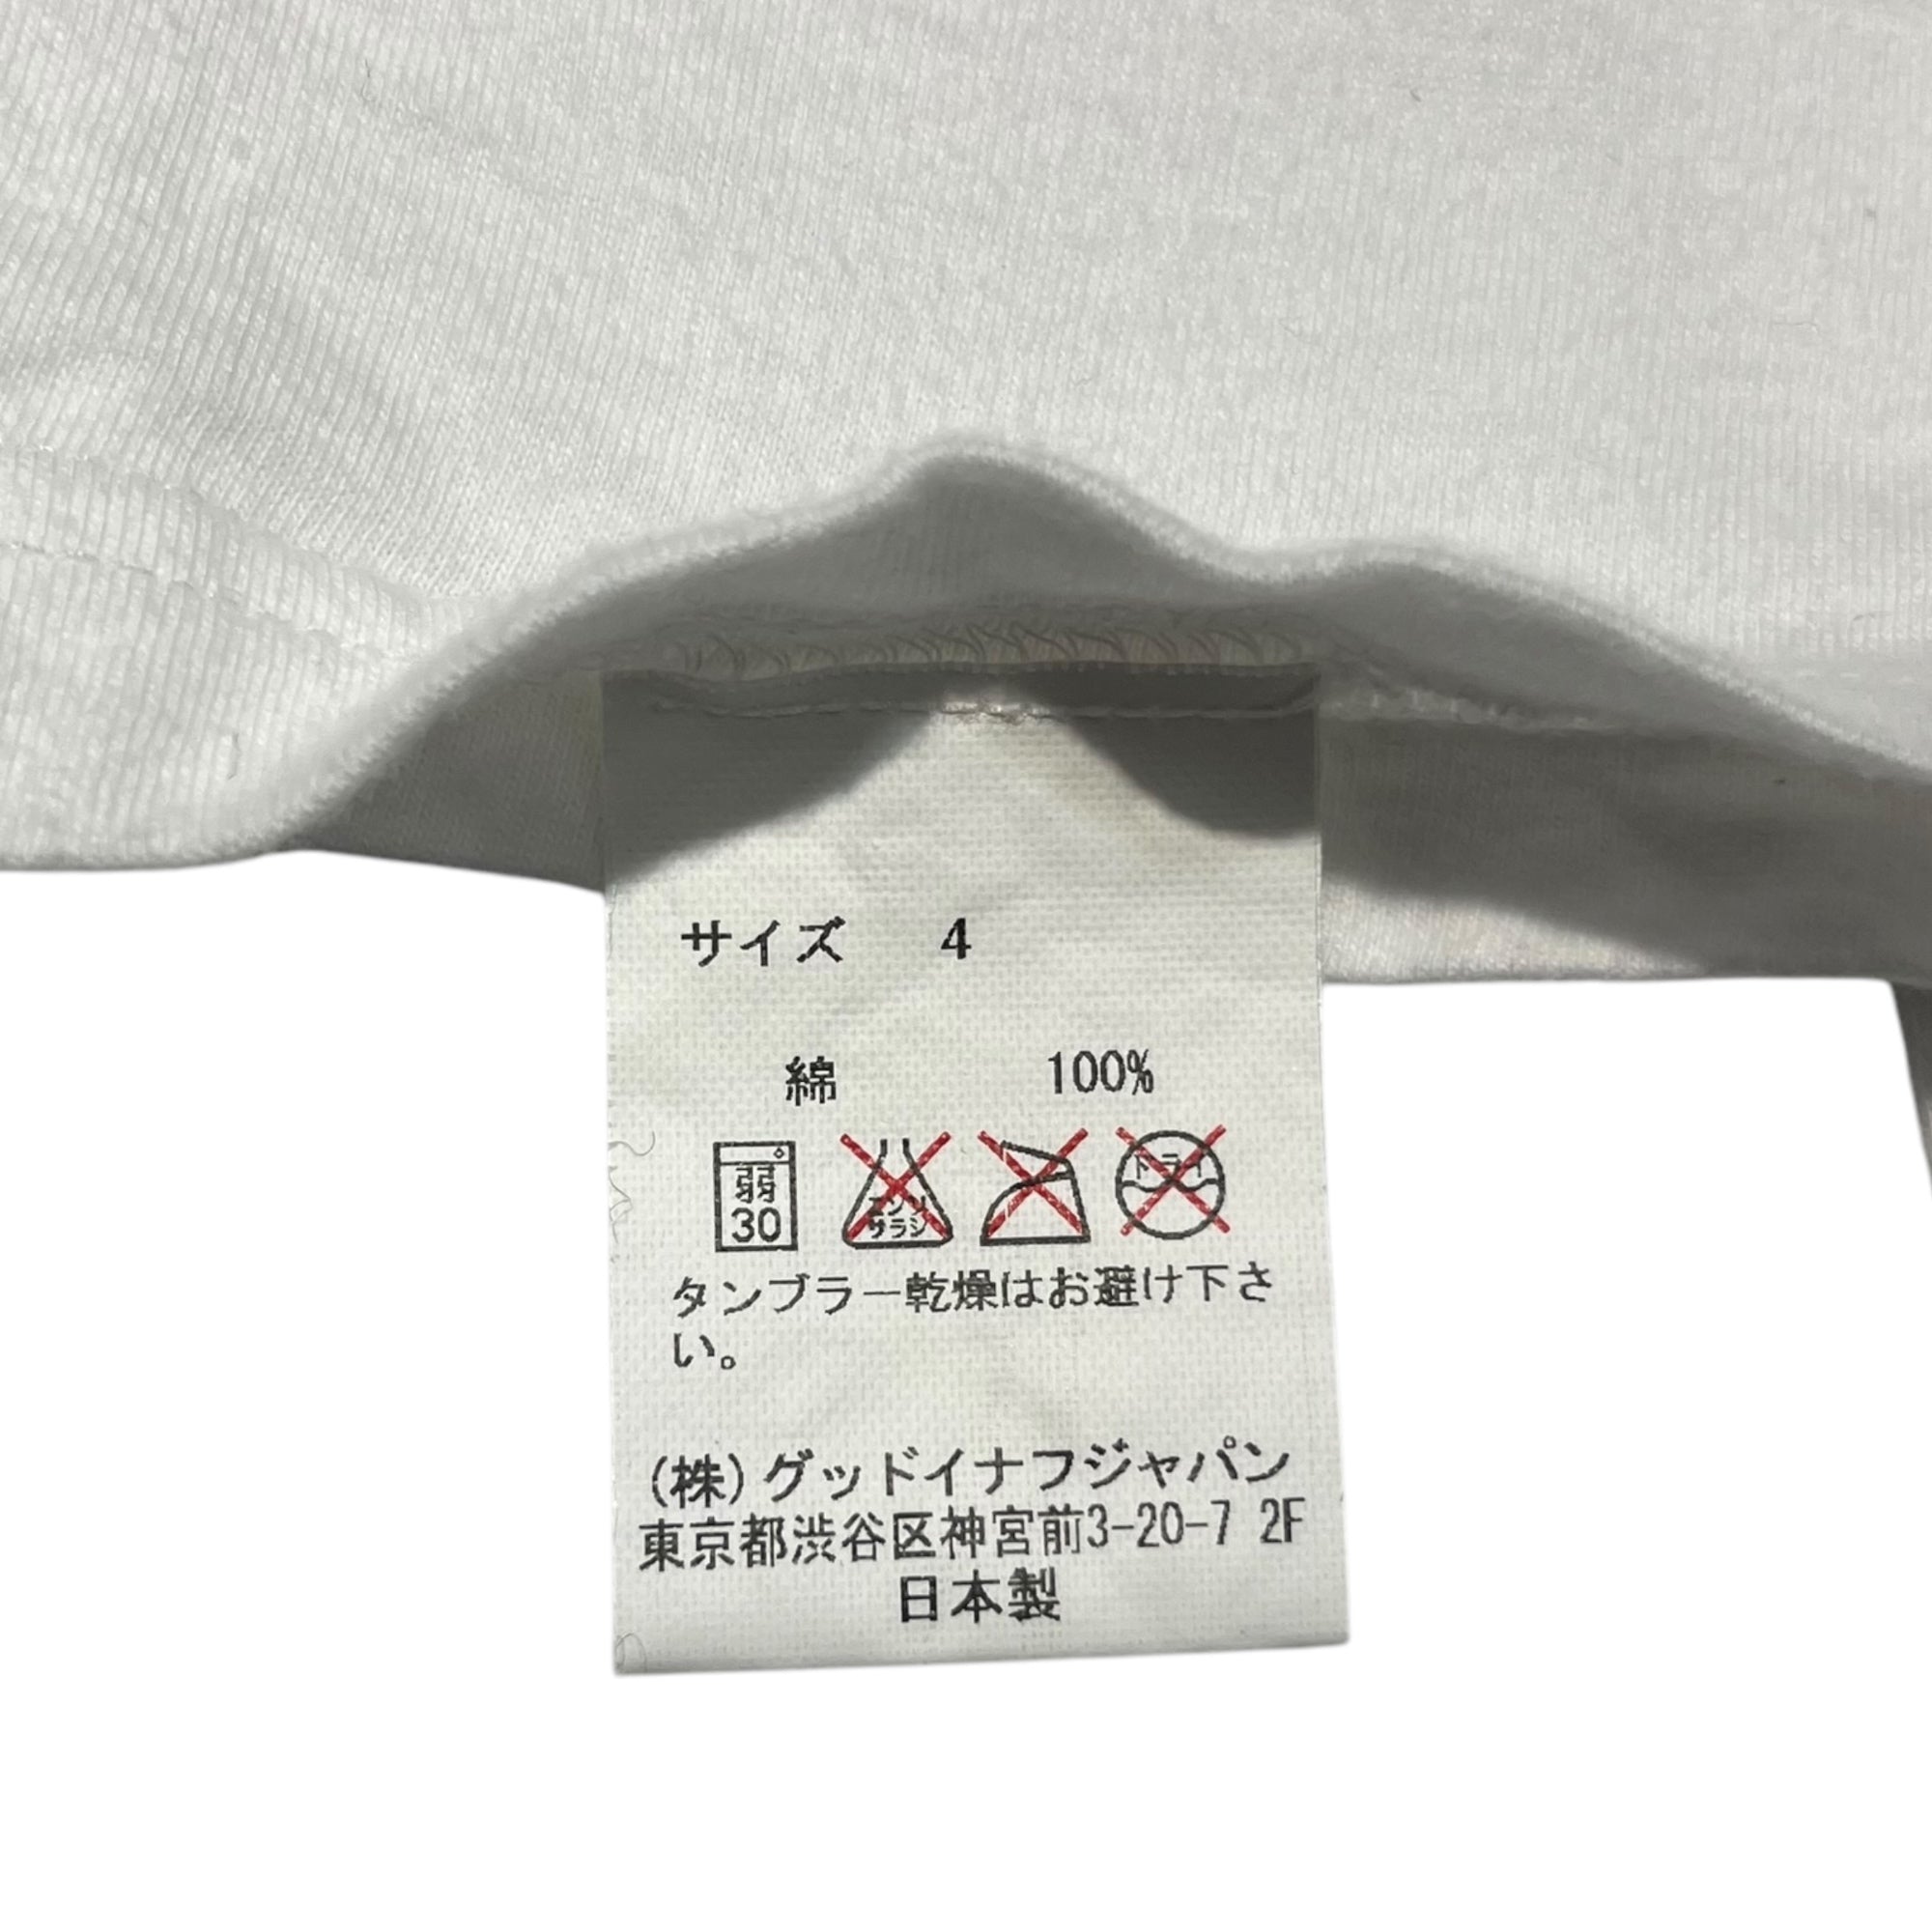 サイズ 4
綿 100%
弱 30 エンソサラシ ドライ
タンブラー乾燥はお避け下さ
い。
(株)グッドイナフジャパン
東京都渋谷区神宮前3-20-7 2F
日本製